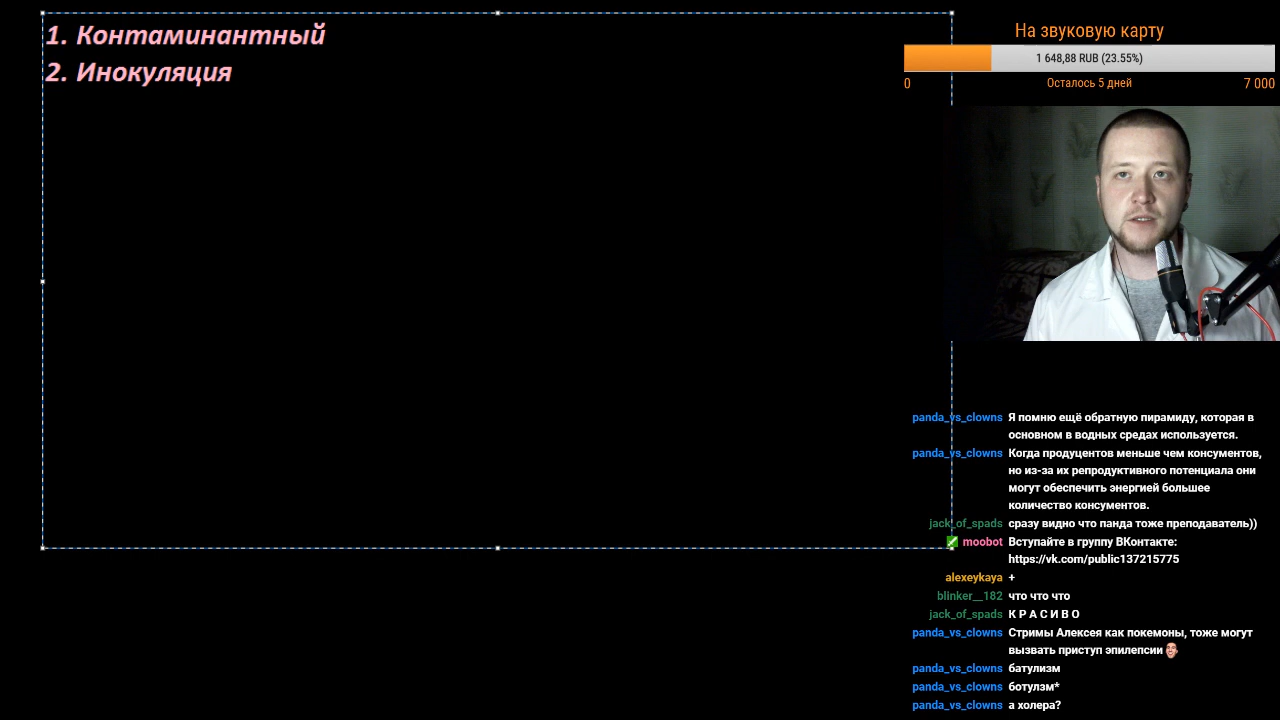 1. Контаминантный
2. Инокуляция
На звуковую карту
1 648,88 RUB (23.55%)
0 Осталось 5 дней 7 000
panda_vs_clowns Я помню ещё обратную пирамиду, которая в
основном в водных средах используется.
panda_vs_clowns Когда продуцентов меньше чем консументов,
но из-за их репродуктивного потенциала они
могут обеспечить энергией большее
количество консументов.
jack_of_spads сразу видно что панда тоже преподаватель))
moobot Вступайте в группу ВКонтакте:
https://vk.com/public137215775
alexeykaya +
blinker__182 что что что
jack_of_spads К Р А С И В О
panda_vs_clowns Стримы Алексея как покемоны, тоже могут
вызвать приступ эпилепсии
panda_vs_clowns батулизм
panda_vs_clowns ботулзм*
panda_vs_clowns а холера?